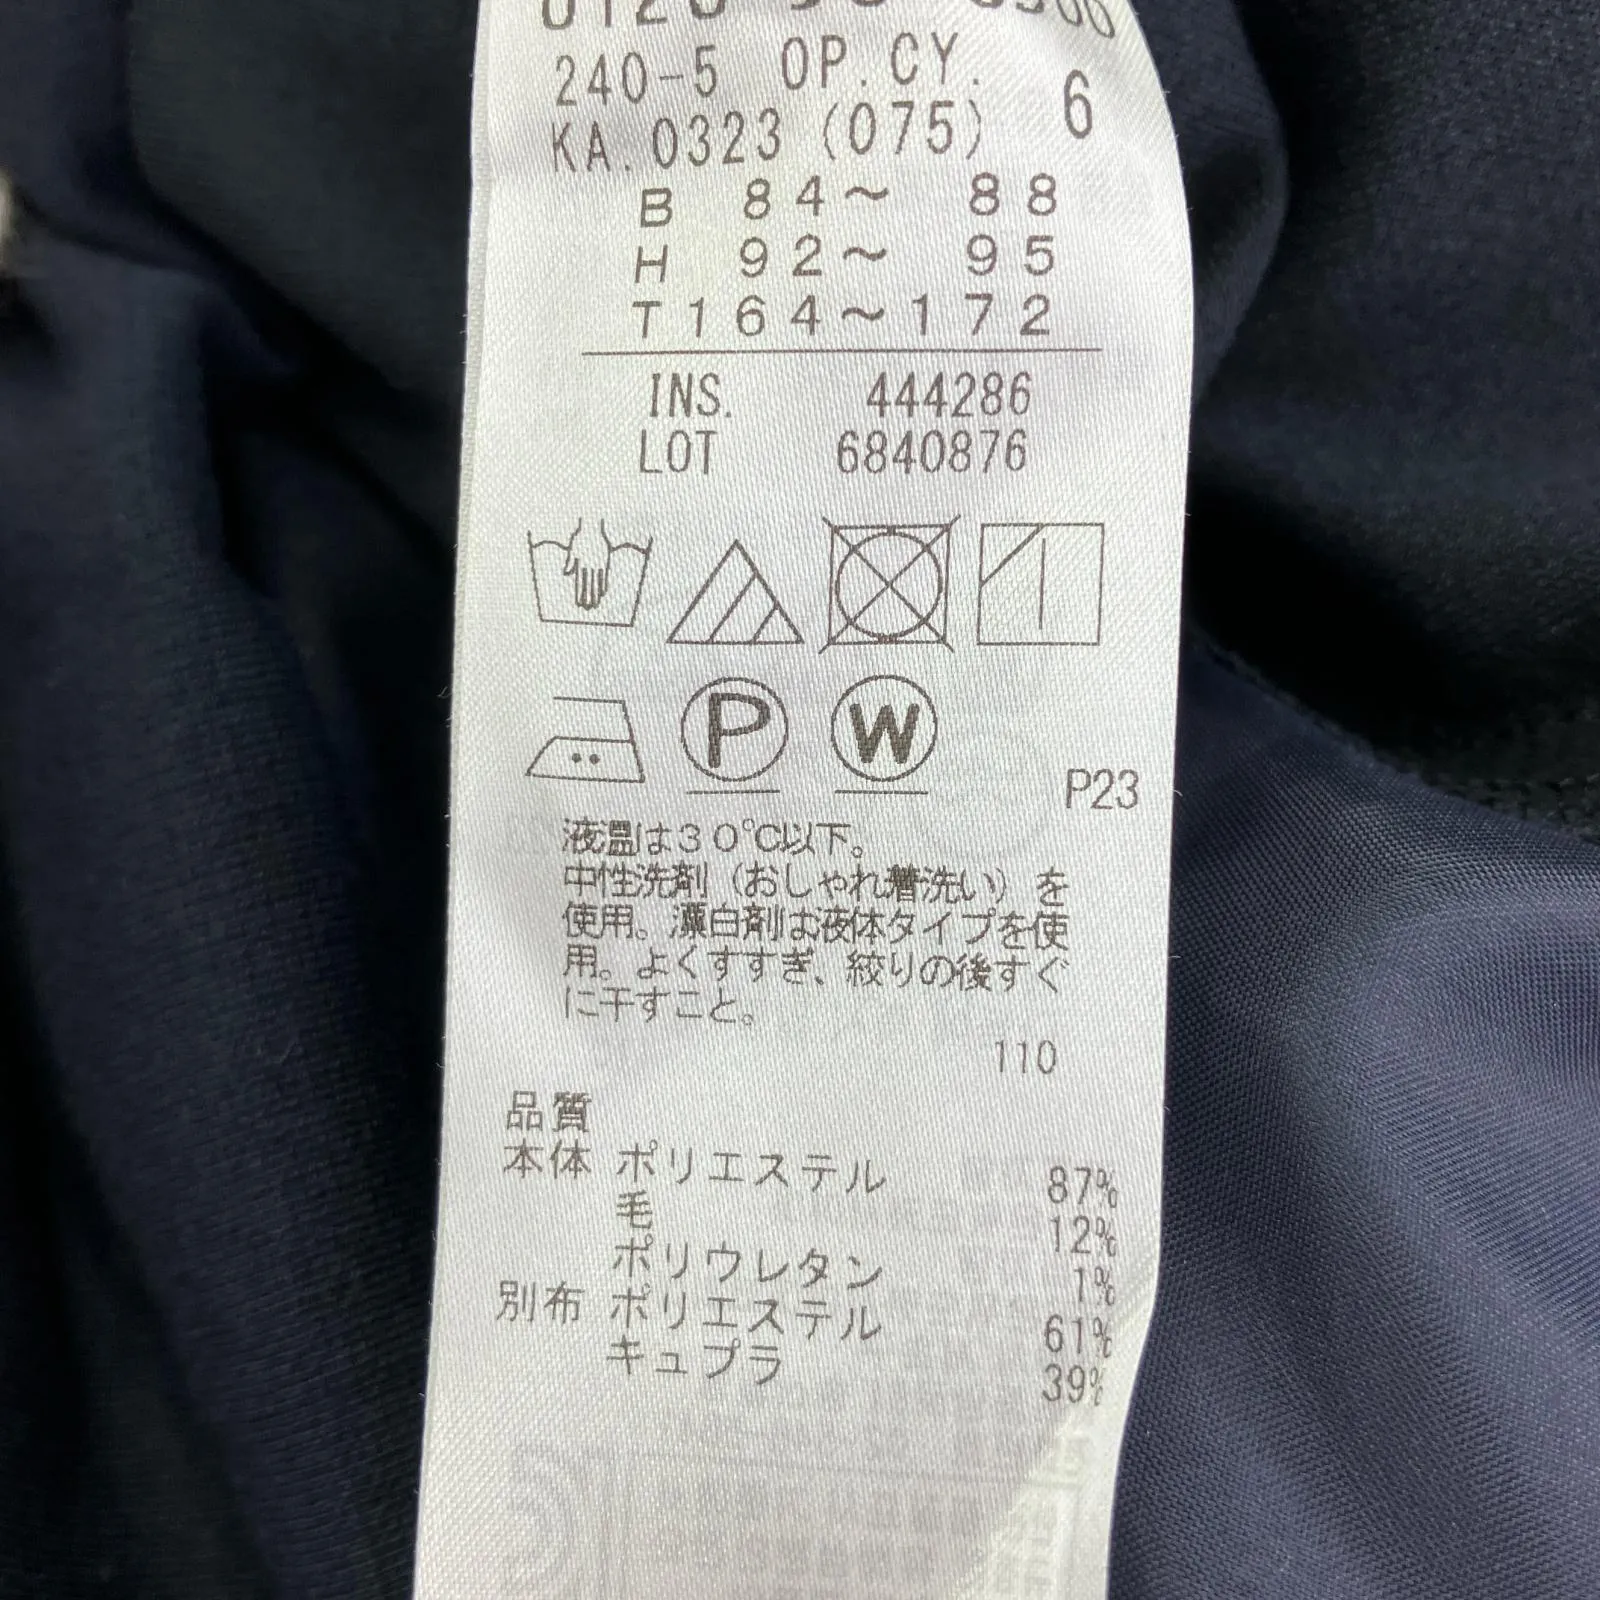 240-5 OP.CY.
KA.0323(075) 6
B 84～ 88
H 92～ 95
T164～172
INS. 444286
LOT 6840876
P W
P23
液温は30℃以下。
中性洗剤（おしゃれ着洗い）を
使用。漂白剤は液体タイプを使
用。よくすすぎ、絞りの後すぐ
に干すこと。
110
品質
本体 ポリエステル 87%
毛 12%
ポリウレタン 1%
別布 ポリエステル 61%
キュプラ 39%